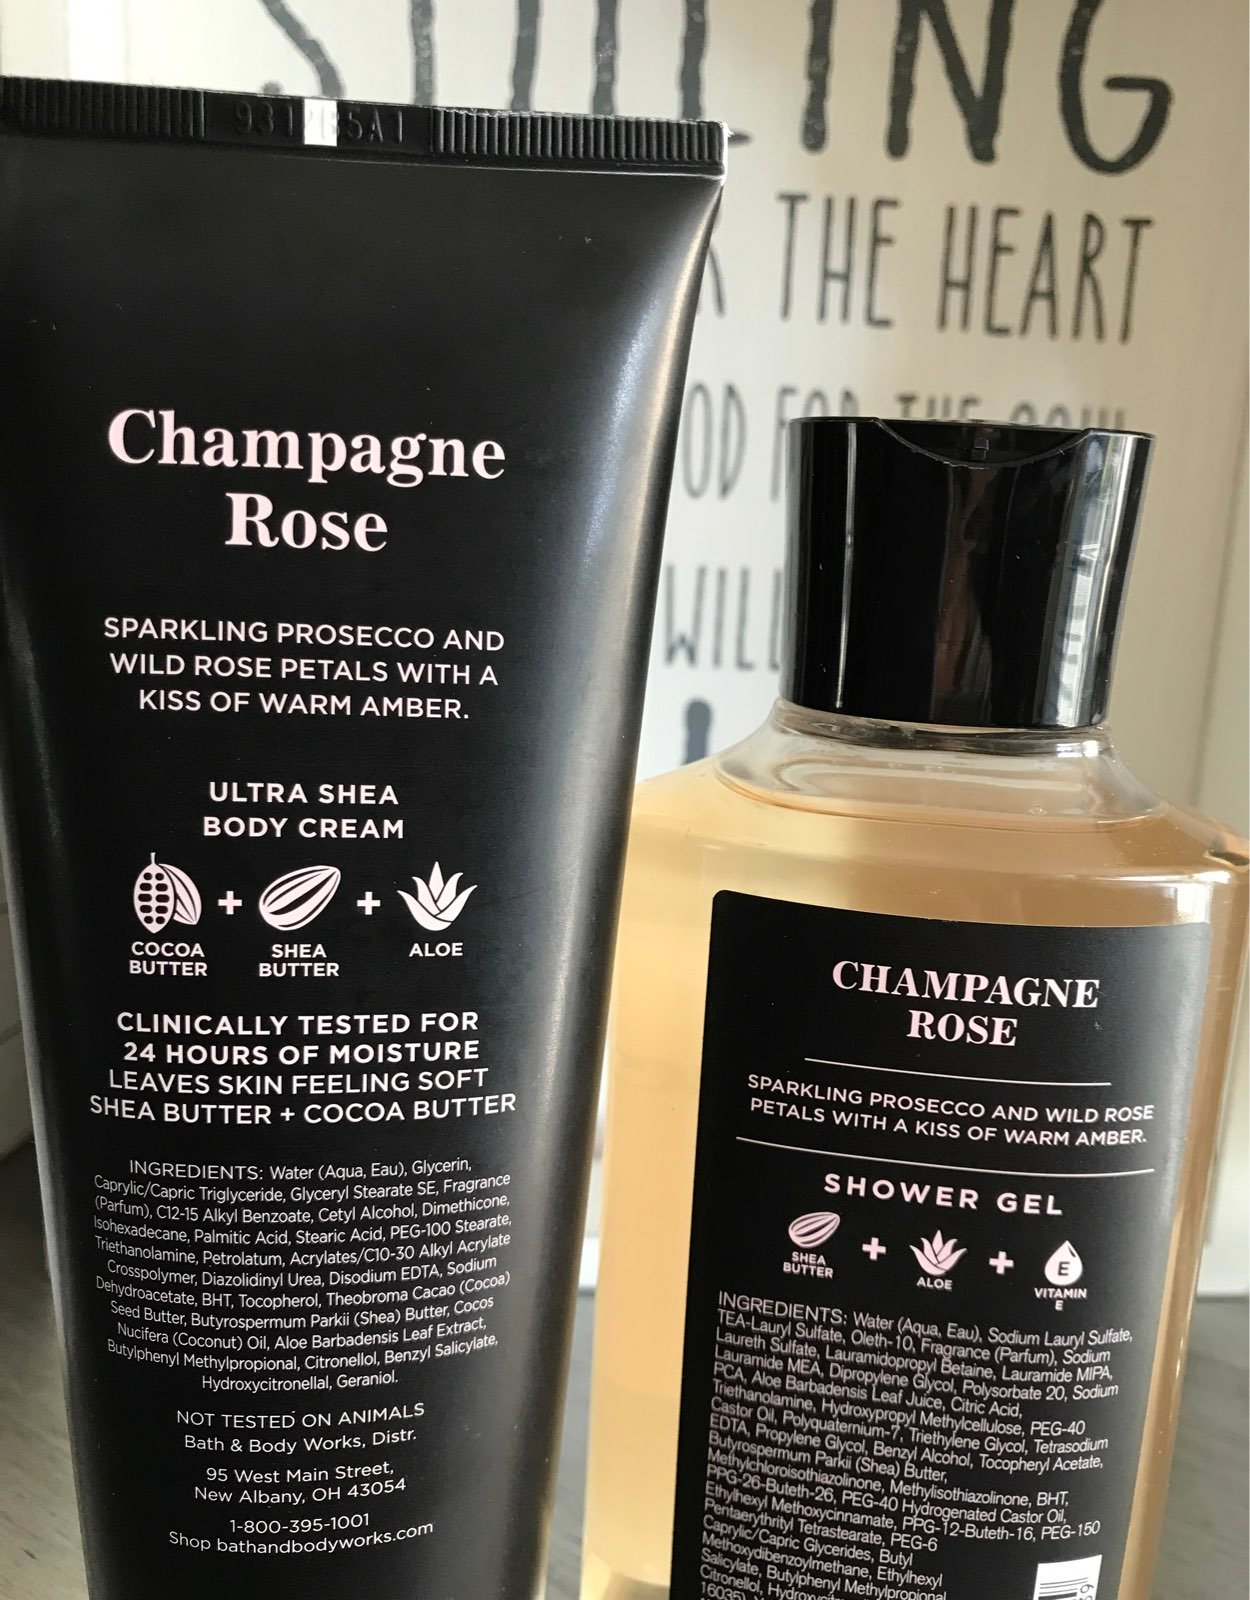 THE HEART
Champagne
Rose
SPARKLING PROSECCO AND
WILD ROSE PETALS WITH A
KISS OF WARM AMBER.
ULTRA SHEA
BODY CREAM
COCOA
BUTTER
+
SHEA
BUTTER
+
ALOE
CLINICALLY TESTED FOR
24 HOURS OF MOISTURE
LEAVES SKIN FEELING SOFT
SHEA BUTTER + COCOA BUTTER
INGREDIENTS: Water (Aqua, Eau), Glycerin,
Caprylic/Capric Triglyceride, Glyceryl Stearate SE, Fragrance
(Parfum), C12-15 Alkyl Benzoate, Cetyl Alcohol, Dimethicone,
Isohexadecane, Palmitic Acid, Stearic Acid, PEG-100 Stearate,
Triethanolamine, Petrolatum, Acrylates/C10-30 Alkyl Acrylate
Crosspolymer, Diazolidinyl Urea, Disodium EDTA, Sodium
Dehydroacetate, BHT, Tocopherol, Theobroma Cacao (Cocoa)
Seed Butter, Butyrospermum Parkii (Shea) Butter, Cocos
Nucifera (Coconut) Oil, Aloe Barbadensis Leaf Extract,
Butylphenyl Methylpropional, Citronellol, Benzyl Salicylate,
Hydroxycitronellal, Geraniol.
NOT TESTED ON ANIMALS
Bath & Body Works, Distr.
95 West Main Street,
New Albany, OH 43054
1-800-395-1001
Shop bathandbodyworks.com
CHAMPAGNE
ROSE
SPARKLING PROSECCO AND WILD ROSE
PETALS WITH A KISS OF WARM AMBER.
SHOWER GEL
SHEA
BUTTER
+
ALOE
+
E
VITAMIN
E
INGREDIENTS: Water (Aqua, Eau), Sodium Lauryl Sulfate,
TEA-Lauryl Sulfate, Oleth-10, Fragrance (Parfum), Sodium
Laureth Sulfate, Lauramidopropyl Betaine, Lauramide MIPA,
Lauramide MEA, Dipropylene Glycol, Polysorbate 20, Sodium
PCA, Aloe Barbadensis Leaf Juice, Citric Acid,
Triethanolamine, Hydroxypropyl Methylcellulose, PEG-40
Castor Oil, Polyquaternium-7, Triethylene Glycol, Tetrasodium
EDTA, Propylene Glycol, Benzyl Alcohol, Tocopheryl Acetate,
Butyrospermum Parkii (Shea) Butter,
Methylchloroisothiazolinone, Methylisothiazolinone, BHT,
PPG-26-Buteth-26, PEG-40 Hydrogenated Castor Oil,
Ethylhexyl Methoxycinnamate, PPG-12-Buteth-16, PEG-150
Pentaerythrityl Tetrastearate, PEG-6
Caprylic/Capric Glycerides, Butyl
Methoxydibenzoylmethane, Ethylhexyl
Salicylate, Butylphenyl Methylpropional
Citronellol,
16035),